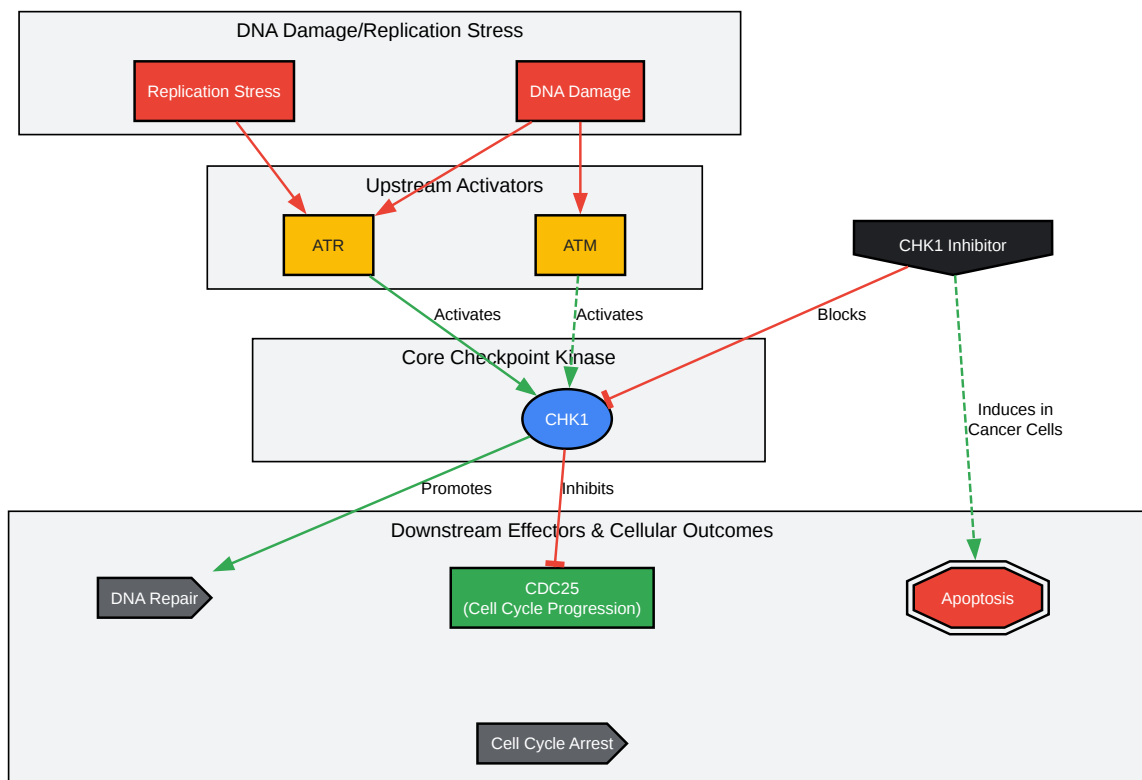 DNA Damage/Replication Stress
Replication Stress
DNA Damage
Upstream Activators
ATR
ATM
CHK1 Inhibitor
Activates
Activates
Blocks
Core Checkpoint Kinase
CHK1
Induces in
Cancer Cells
Promotes
Inhibits
Downstream Effectors & Cellular Outcomes
DNA Repair
CDC25
(Cell Cycle Progression)
Apoptosis
Cell Cycle Arrest